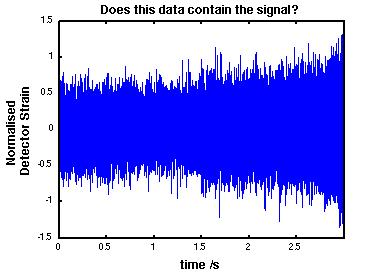 Does this data contain the signal?
1.5
1
0.5
0
-0.5
-1
-1.5
Normalised
Detector Strain
0 0.5 1 1.5 2 2.5
time /s